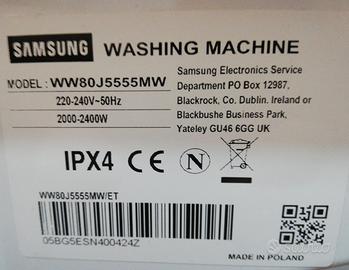 SAMSUNG WASHING MACHINE
MODEL: WW80J5555MW
220-240V~50Hz
2000-2400W
Samsung Electronics Service
Department PO Box 12987,
Blackrock, Co. Dublin. Ireland or
Blackbushe Business Park,
Yateley GU46 6GG UK
IPX4 CE N
WW80J5555MW/ET
05BG5ESN400424Z
MADE IN POLAND
subito